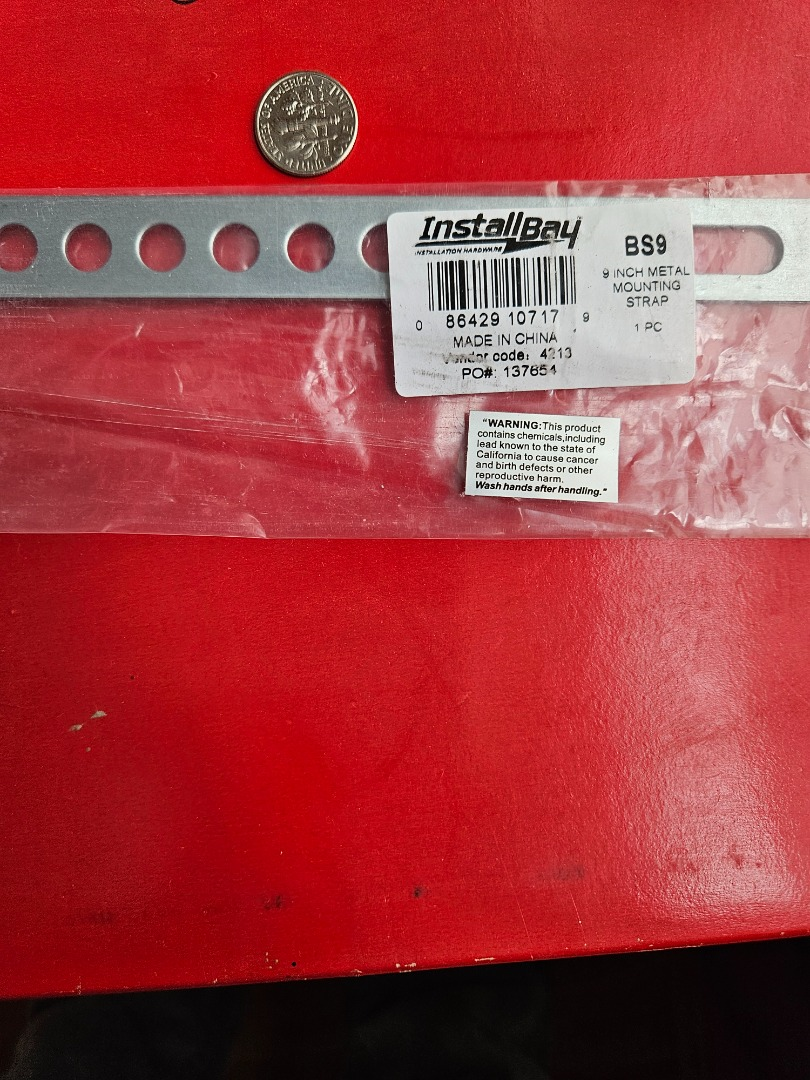 InstallBay™
INSTALLATION HARDWARE
BS9
9 INCH METAL
MOUNTING
STRAP
1 PC
0 86429 10717 9
MADE IN CHINA
Vendor code: 4213
PO#: 137654
"WARNING:This product
contains chemicals,including
lead known to the state of
California to cause cancer
and birth defects or other
reproductive harm.
Wash hands after handling."